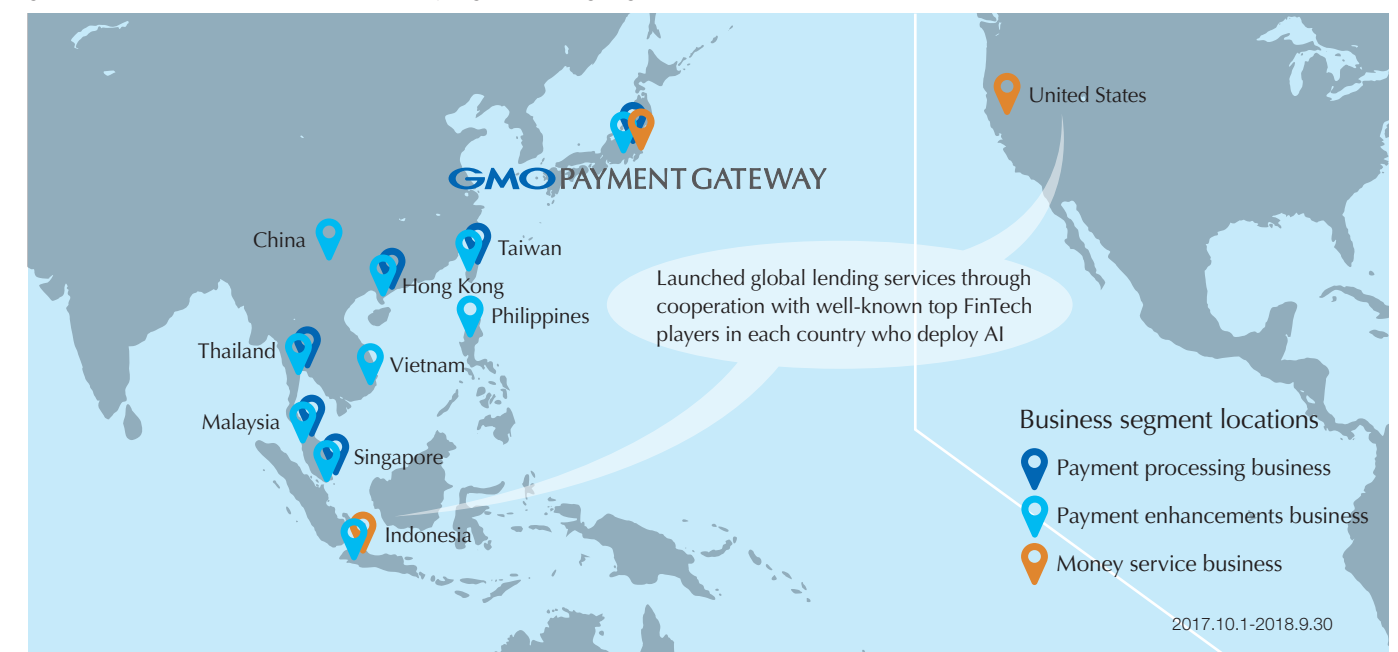 United States
GMO PAYMENT GATEWAY
China
Taiwan
Hong Kong
Philippines
Launched global lending services through
cooperation with well-known top FinTech
players in each country who deploy AI
Thailand
Vietnam
Malaysia
Singapore
Indonesia
Business segment locations
Payment processing business
Payment enhancements business
Money service business
2017.10.1-2018.9.30